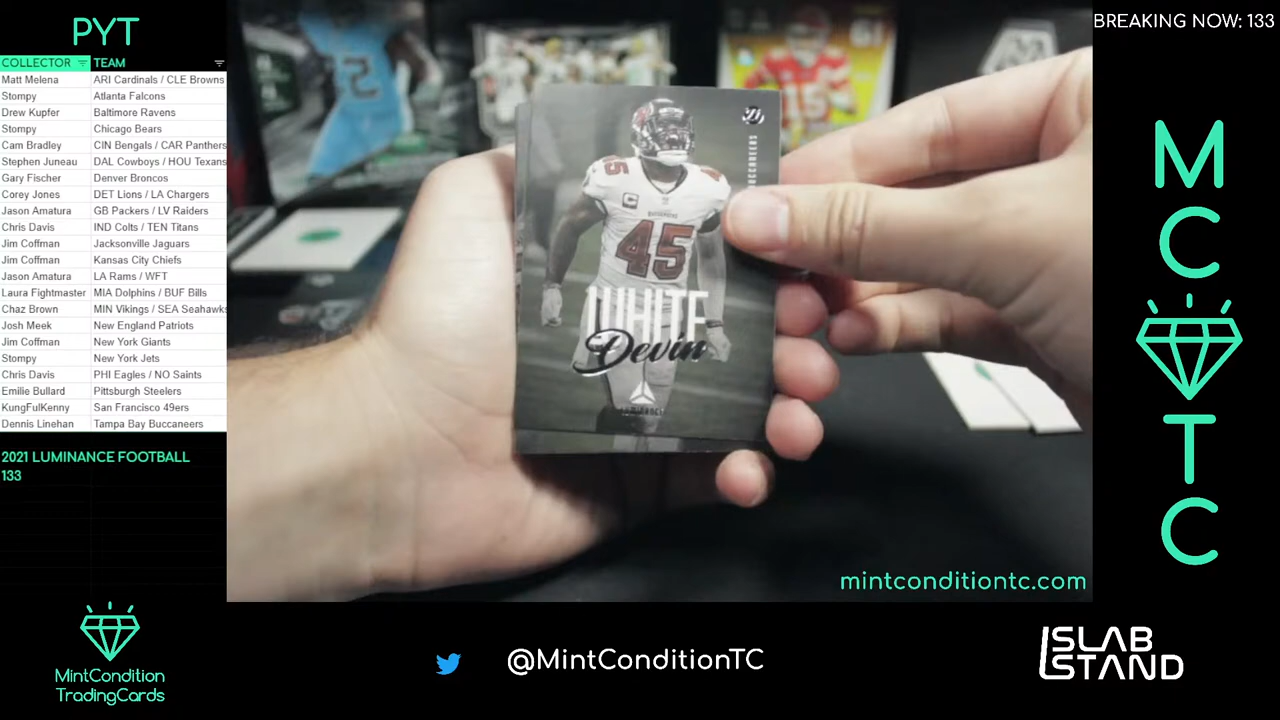 PYT
BREAKING NOW: 133
COLLECTOR TEAM
Matt Melena ARI Cardinals / CLE Browns
Stompy Atlanta Falcons
Drew Kupfer Baltimore Ravens
Stompy Chicago Bears
Cam Bradley CIN Bengals / CAR Panthers
Stephen Juneau DAL Cowboys / HOU Texans
Gary Fischer Denver Broncos
Corey Jones DET Lions / LA Chargers
Jason Amatura GB Packers / LV Raiders
Chris Davis IND Colts / TEN Titans
Jim Coffman Jacksonville Jaguars
Jim Coffman Kansas City Chiefs
Jason Amatura LA Rams / WFT
Laura Fightmaster MIA Dolphins / BUF Bills
Chaz Brown MIN Vikings / SEA Seahawks
Josh Meek New England Patriots
Jim Coffman New York Giants
Stompy New York Jets
Chris Davis PHI Eagles / NO Saints
Emilie Bullard Pittsburgh Steelers
KungFulKenny San Francisco 49ers
Dennis Linehan Tampa Bay Buccaneers
2021 LUMINANCE FOOTBALL
133
45
C
45
WHITE
Devin
LUMINANCE
15
mintconditiontc.com
M
C
T
C
MintCondition
TradingCards
@MintConditionTC
SLAB
STAND